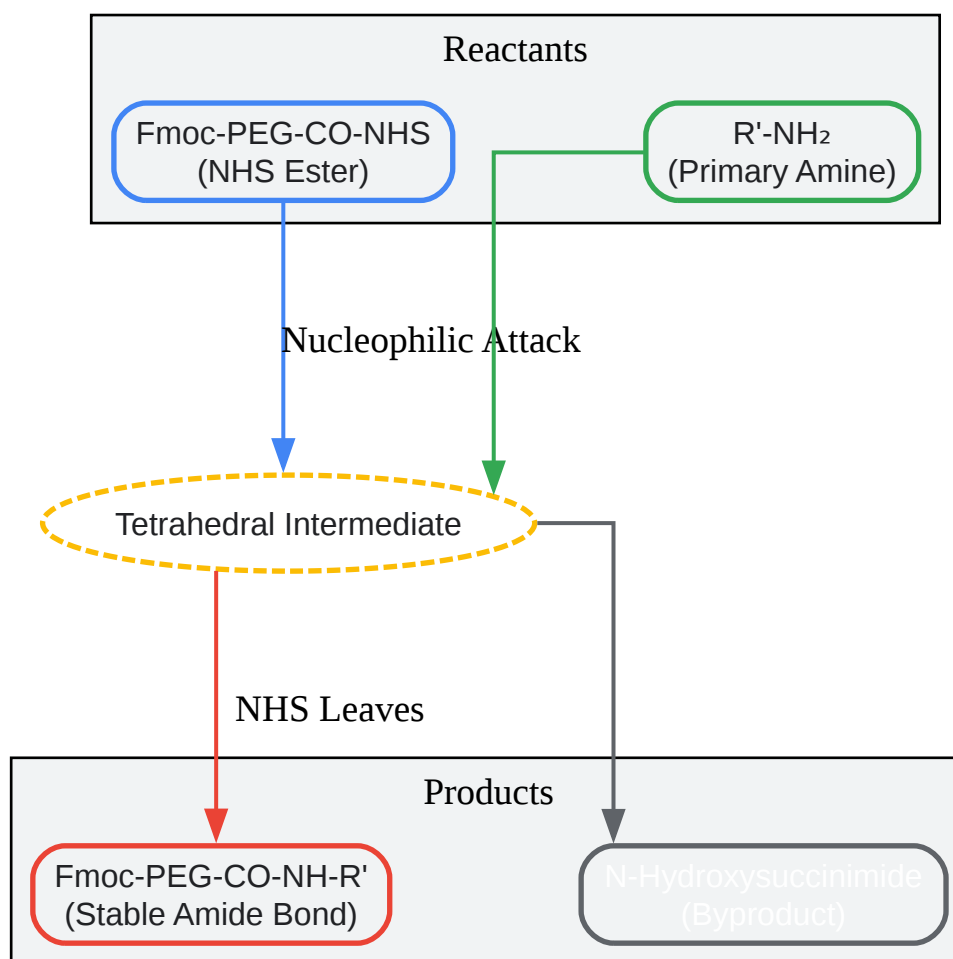 Reactants
Fmoc-PEG-CO-NHS
(NHS Ester)
R'-NH₂
(Primary Amine)
Nucleophilic Attack
Tetrahedral Intermediate
NHS Leaves
Products
Fmoc-PEG-CO-NH-R'
(Stable Amide Bond)
N-Hydroxysuccinimide
(Byproduct)